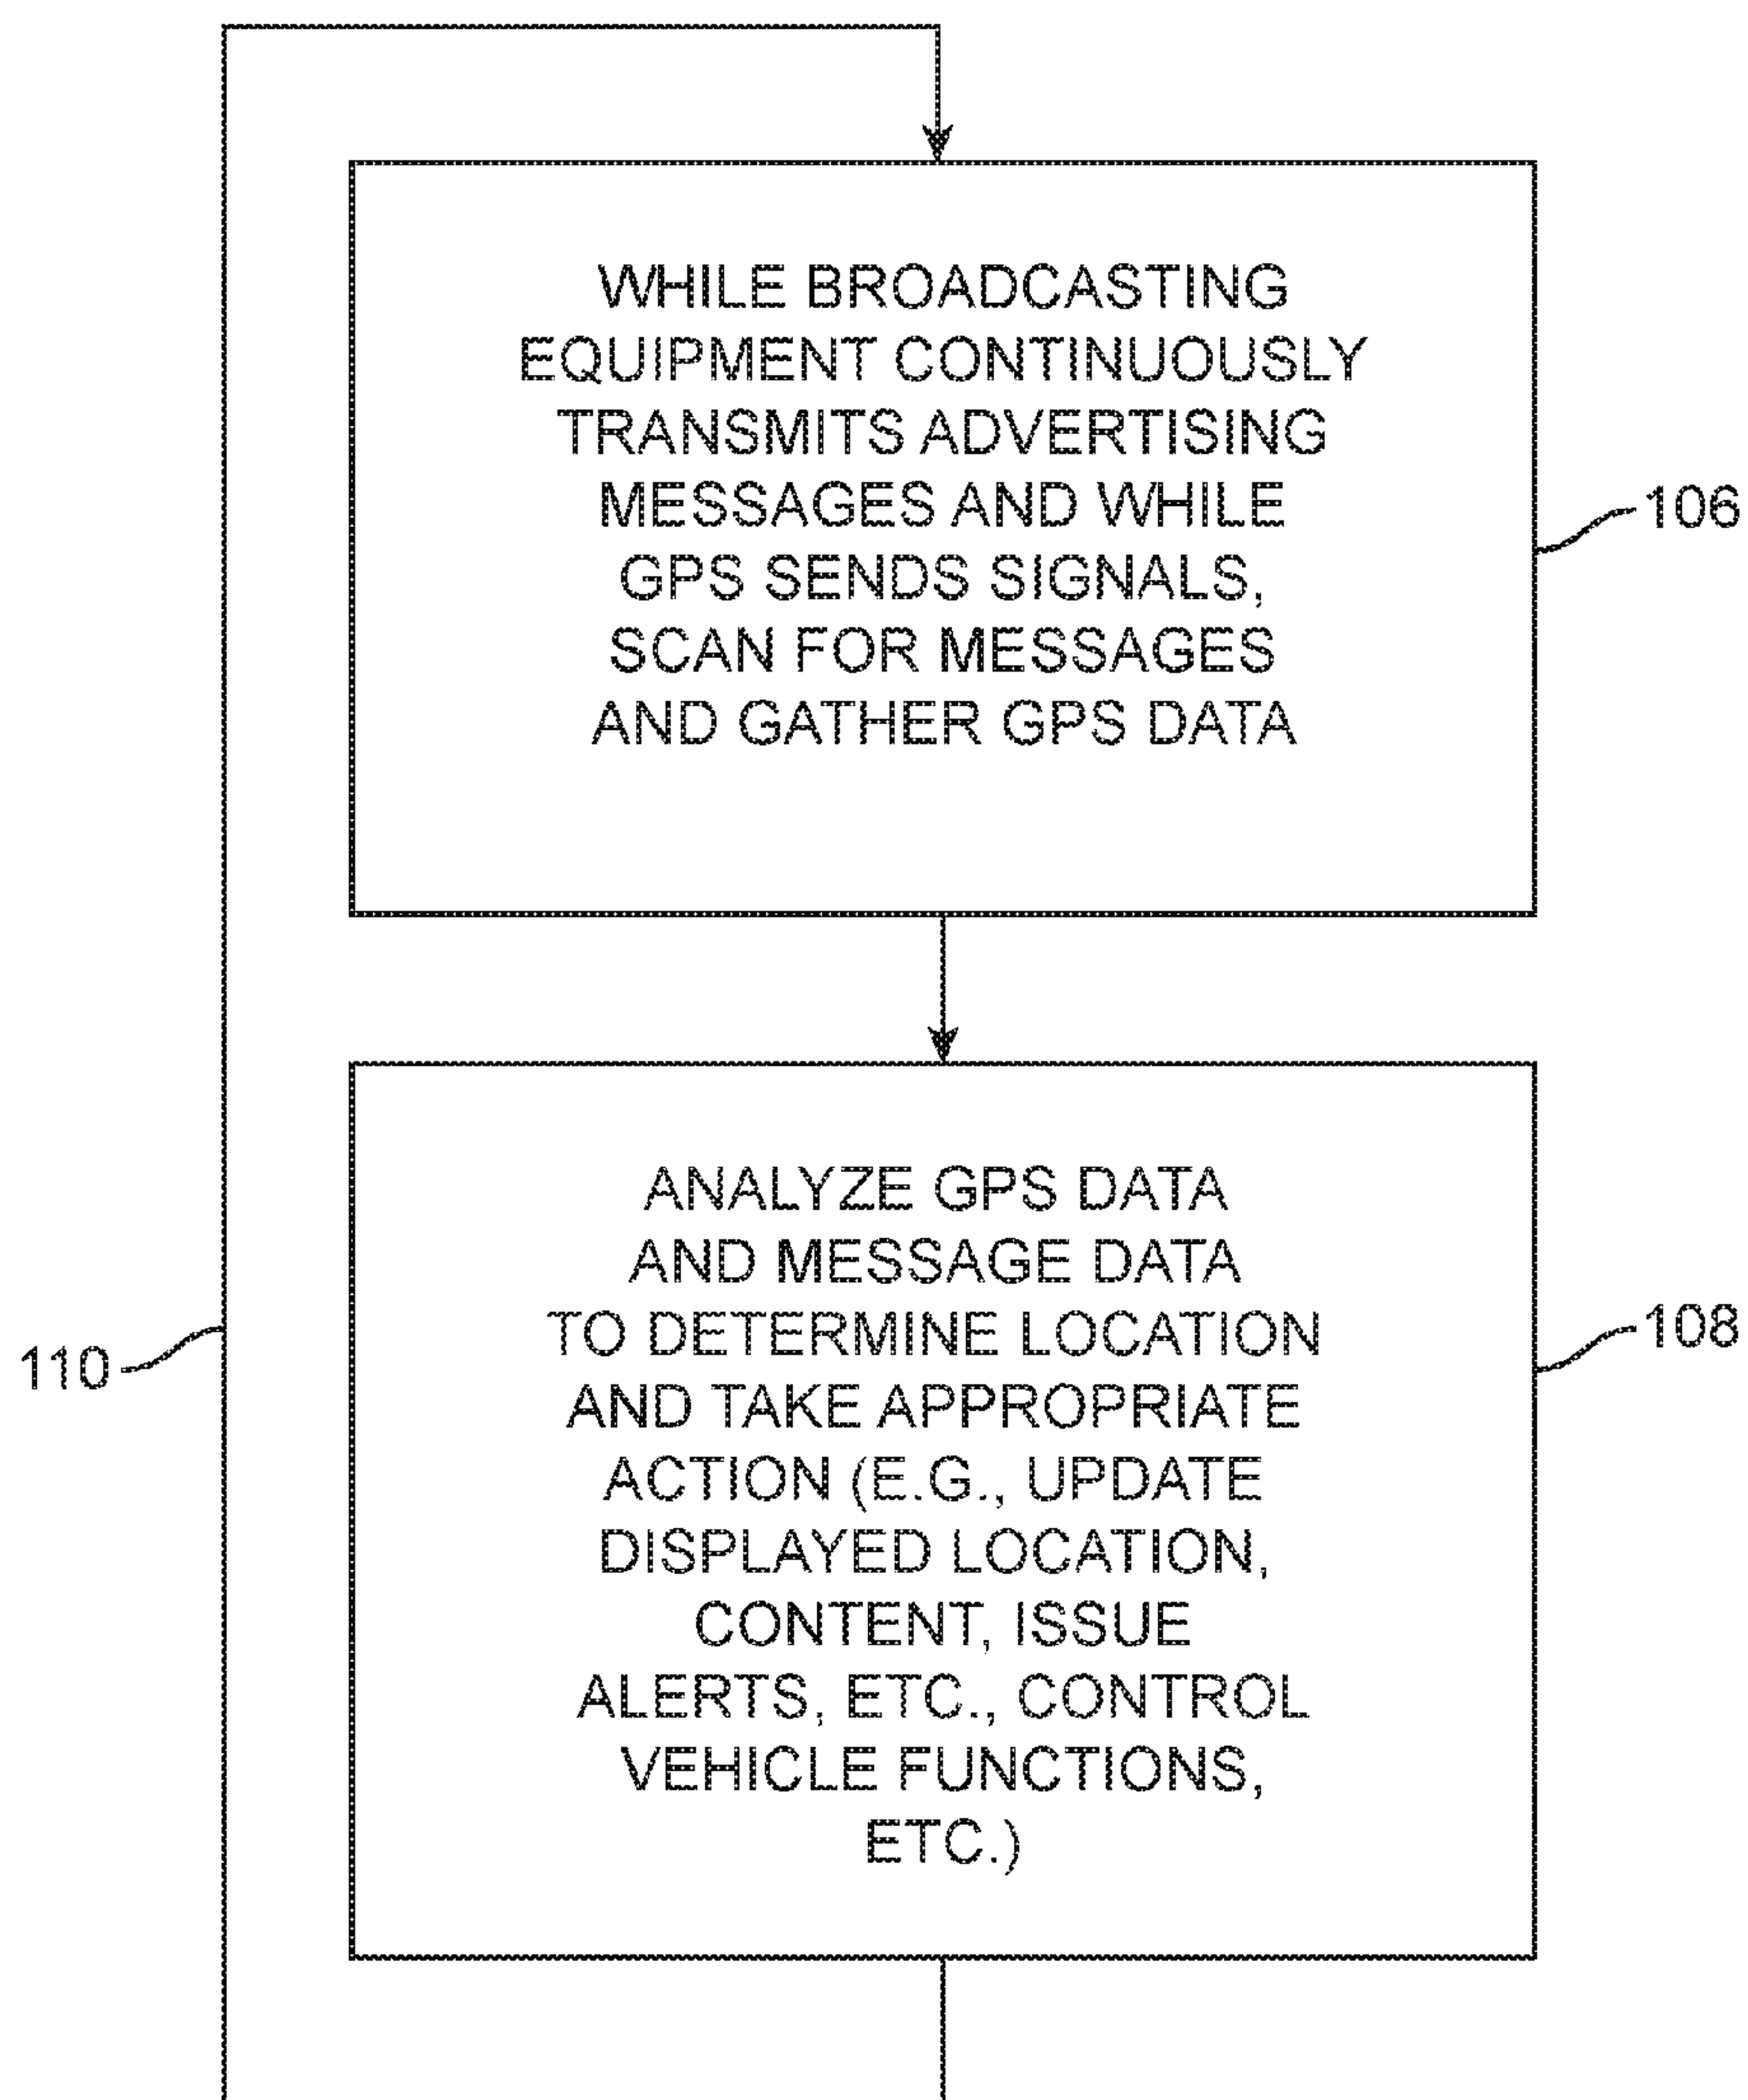 WHILE BROADCASTING
EQUIPMENT CONTINUOUSLY
TRANSMITS ADVERTISING
MESSAGES AND WHILE
GPS SENDS SIGNALS,
SCAN FOR MESSAGES
AND GATHER GPS DATA
106
ANALYZE GPS DATA
AND MESSAGE DATA
TO DETERMINE LOCATION
AND TAKE APPROPRIATE
ACTION (E.G., UPDATE
DISPLAYED LOCATION,
CONTENT, ISSUE
ALERTS, ETC., CONTROL
VEHICLE FUNCTIONS,
ETC.)
108
110